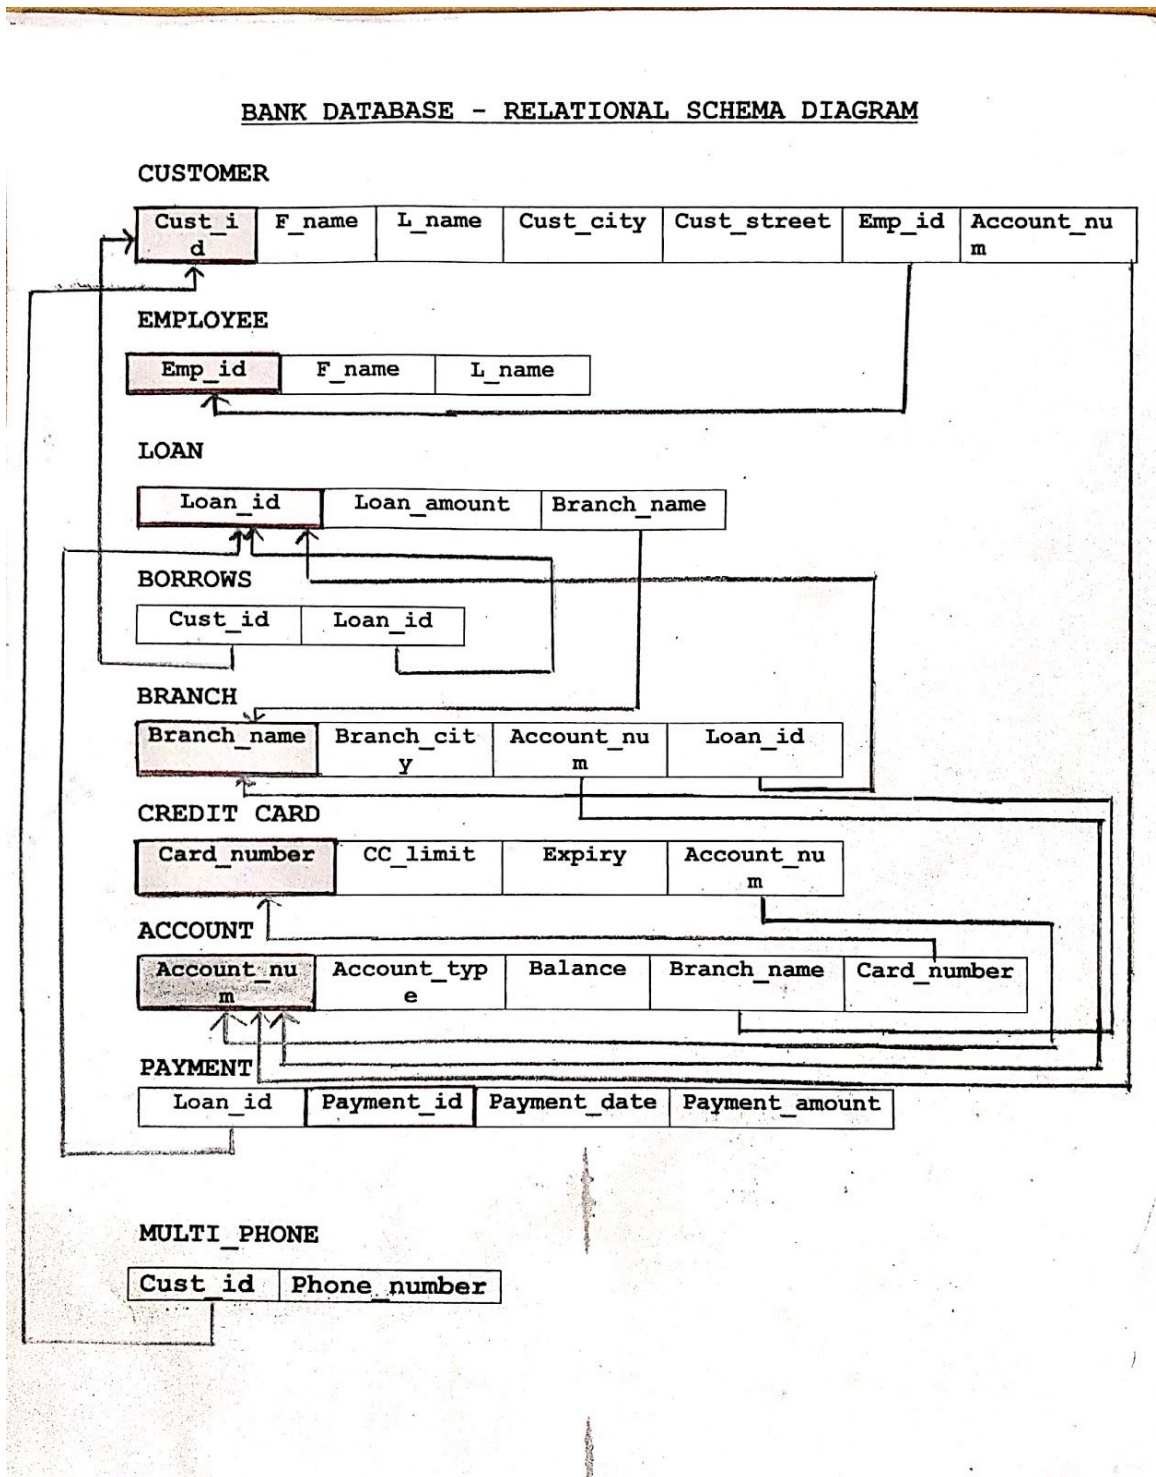 BANK DATABASE - RELATIONAL SCHEMA DIAGRAM
CUSTOMER
Cust_i
d F_name L_name Cust_city Cust_street Emp_id Account_nu
m
EMPLOYEE
Emp_id F_name L_name
LOAN
Loan_id Loan_amount Branch_name
BORROWS
Cust_id Loan_id
BRANCH
Branch_name Branch_cit
y Account_nu
m Loan_id
CREDIT CARD
Card_number CC_limit Expiry Account_nu
m
ACCOUNT
Account_nu
m Account_typ
e Balance Branch_name Card_number
PAYMENT
Loan_id Payment_id Payment_date Payment_amount
MULTI_PHONE
Cust_id Phone_number